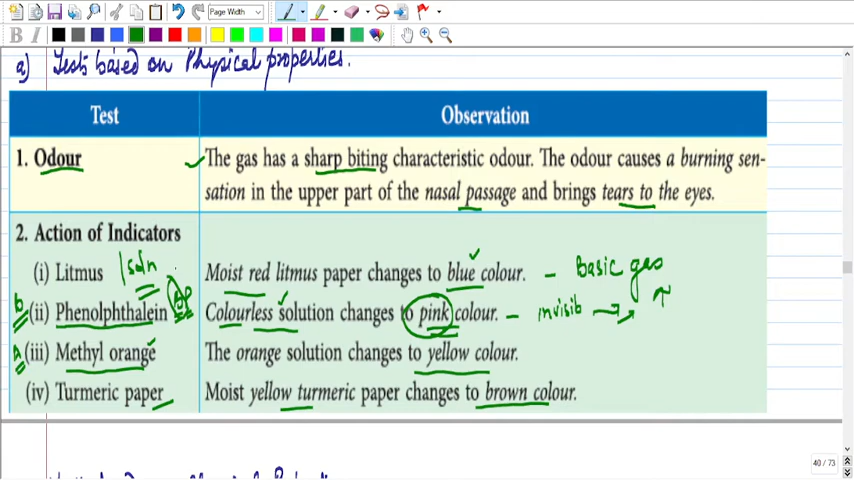 Page Width
B I
a) Tests based on Physical properties.
Test Observation
1. Odour The gas has a sharp biting characteristic odour. The odour causes a burning sen-
sation in the upper part of the nasal passage and brings tears to the eyes.
2. Action of Indicators
(i) Litmus | soln Moist red litmus paper changes to blue colour. – Basic gas
b (ii) Phenolphthalein Colourless solution changes to pink colour. – invisib
A (iii) Methyl orange The orange solution changes to yellow colour.
(iv) Turmeric paper Moist yellow turmeric paper changes to brown colour.
40 / 73